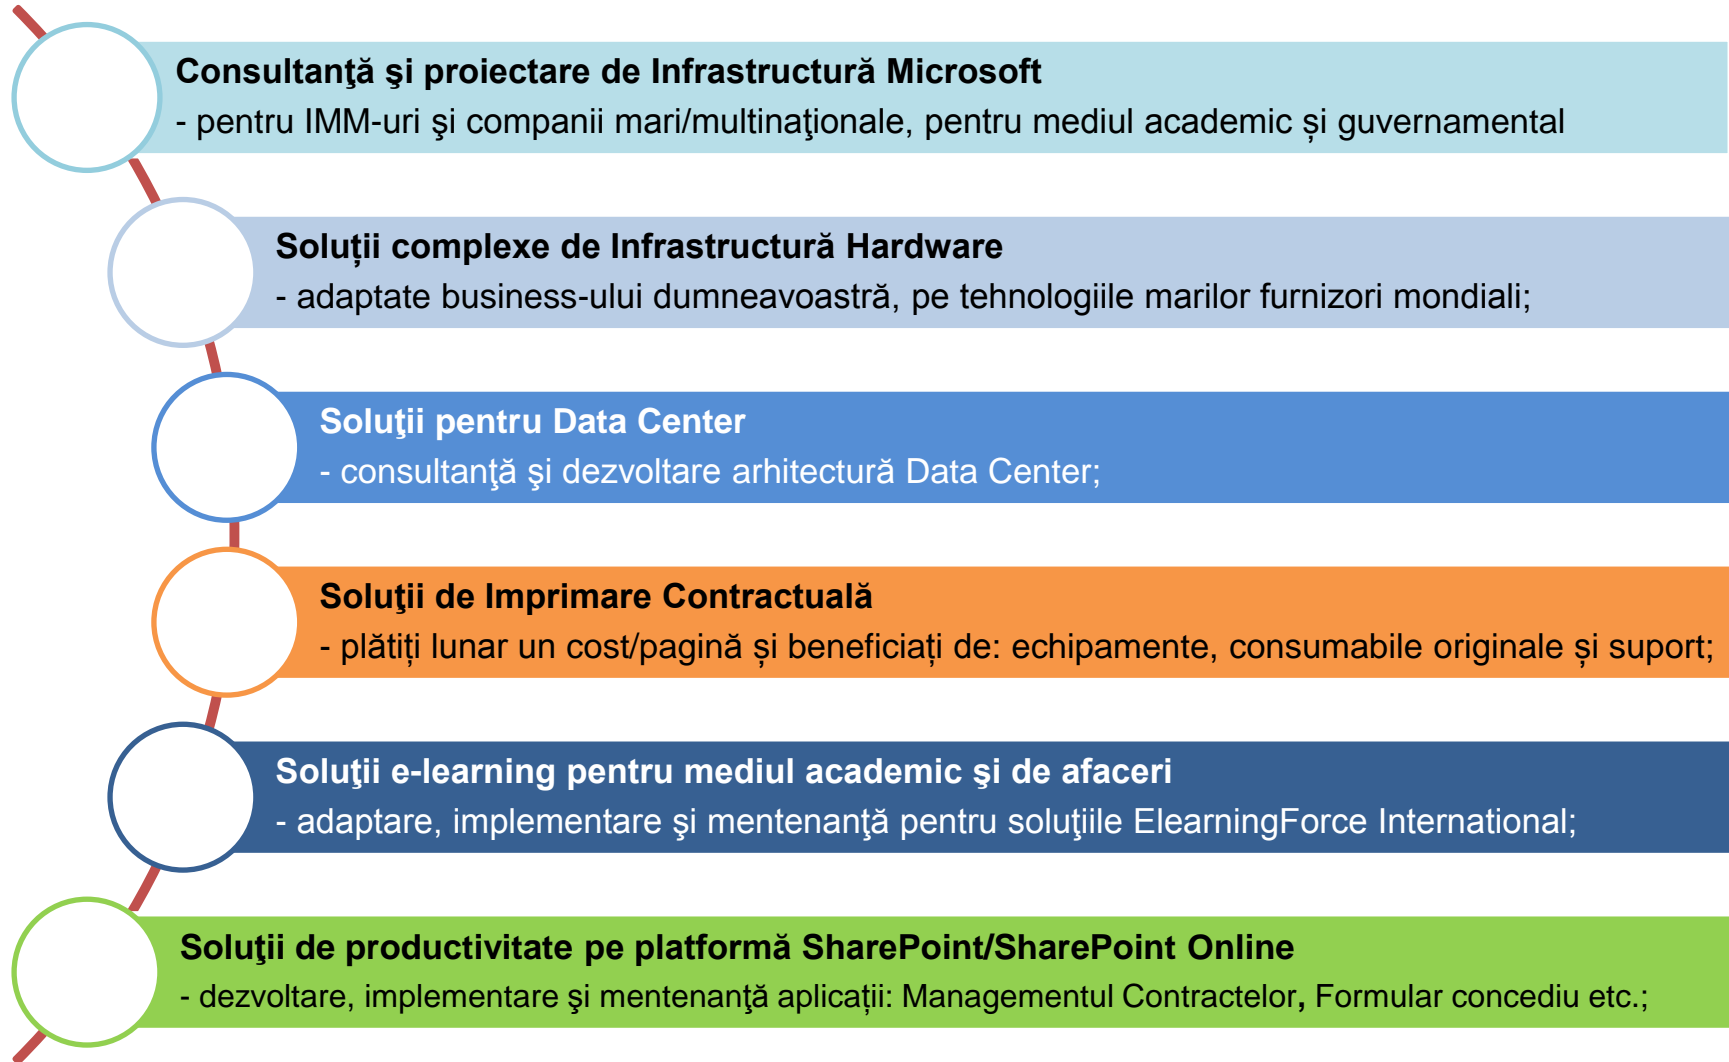 Consultanţă şi proiectare de Infrastructură Microsoft
- pentru IMM-uri şi companii mari/multinaţionale, pentru mediul academic și guvernamental
Soluții complexe de Infrastructură Hardware
- adaptate business-ului dumneavoastră, pe tehnologiile marilor furnizori mondiali;
Soluţii pentru Data Center
- consultanţă şi dezvoltare arhitectură Data Center;
Soluţii de Imprimare Contractuală
- plătiți lunar un cost/pagină și beneficiați de: echipamente, consumabile originale și suport;
Soluţii e-learning pentru mediul academic şi de afaceri
- adaptare, implementare şi mentenanţă pentru soluţiile ElearningForce International;
Soluţii de productivitate pe platformă SharePoint/SharePoint Online
- dezvoltare, implementare şi mentenanţă aplicații: Managementul Contractelor, Formular concediu etc.;